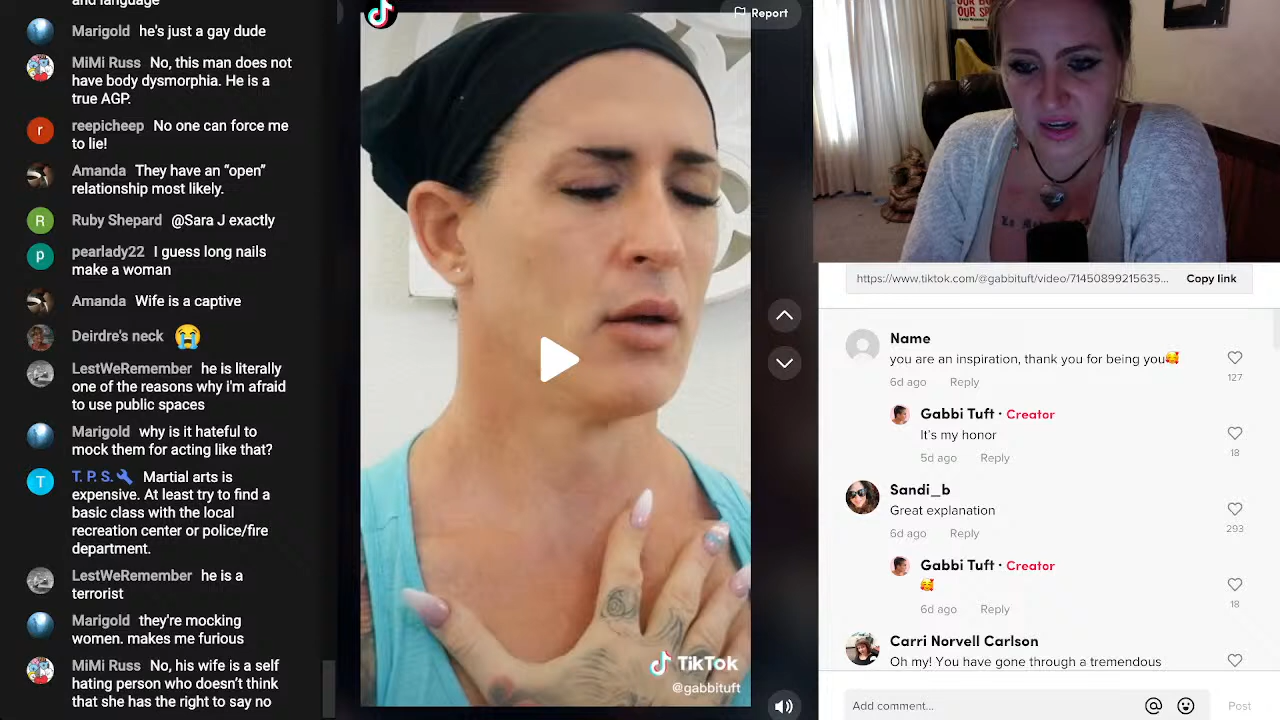 and language
Marigold he's just a gay dude
MiMi Russ No, this man does not
have body dysmorphia. He is a
true AGP.
r
reepicheep No one can force me
to lie!
Amanda They have an “open”
relationship most likely.
R
Ruby Shepard @Sara J exactly
p
pearlady22 I guess long nails
make a woman
Amanda Wife is a captive
Deirdre's neck 😭
LestWeRemember he is literally
one of the reasons why i'm afraid
to use public spaces
Marigold why is it hateful to
mock them for acting like that?
T
T. P. S.🔧 Martial arts is
expensive. At least try to find a
basic class with the local
recreation center or police/fire
department.
LestWeRemember he is a
terrorist
Marigold they're mocking
women. makes me furious
MiMi Russ No, his wife is a self
hating person who doesn’t think
that she has the right to say no
Report
TikTok
@gabbituft
OUR
OUR S
https://www.tiktok.com/@gabbituft/video/71450899215635... Copy link
Name
you are an inspiration, thank you for being you🥰
6d ago Reply
127
Gabbi Tuft · Creator
It’s my honor
5d ago Reply
18
Sandi_b
Great explanation
6d ago Reply
293
Gabbi Tuft · Creator
🥰
6d ago Reply
18
Carri Norvell Carlson
Oh my! You have gone through a tremendous
Add comment...
Post